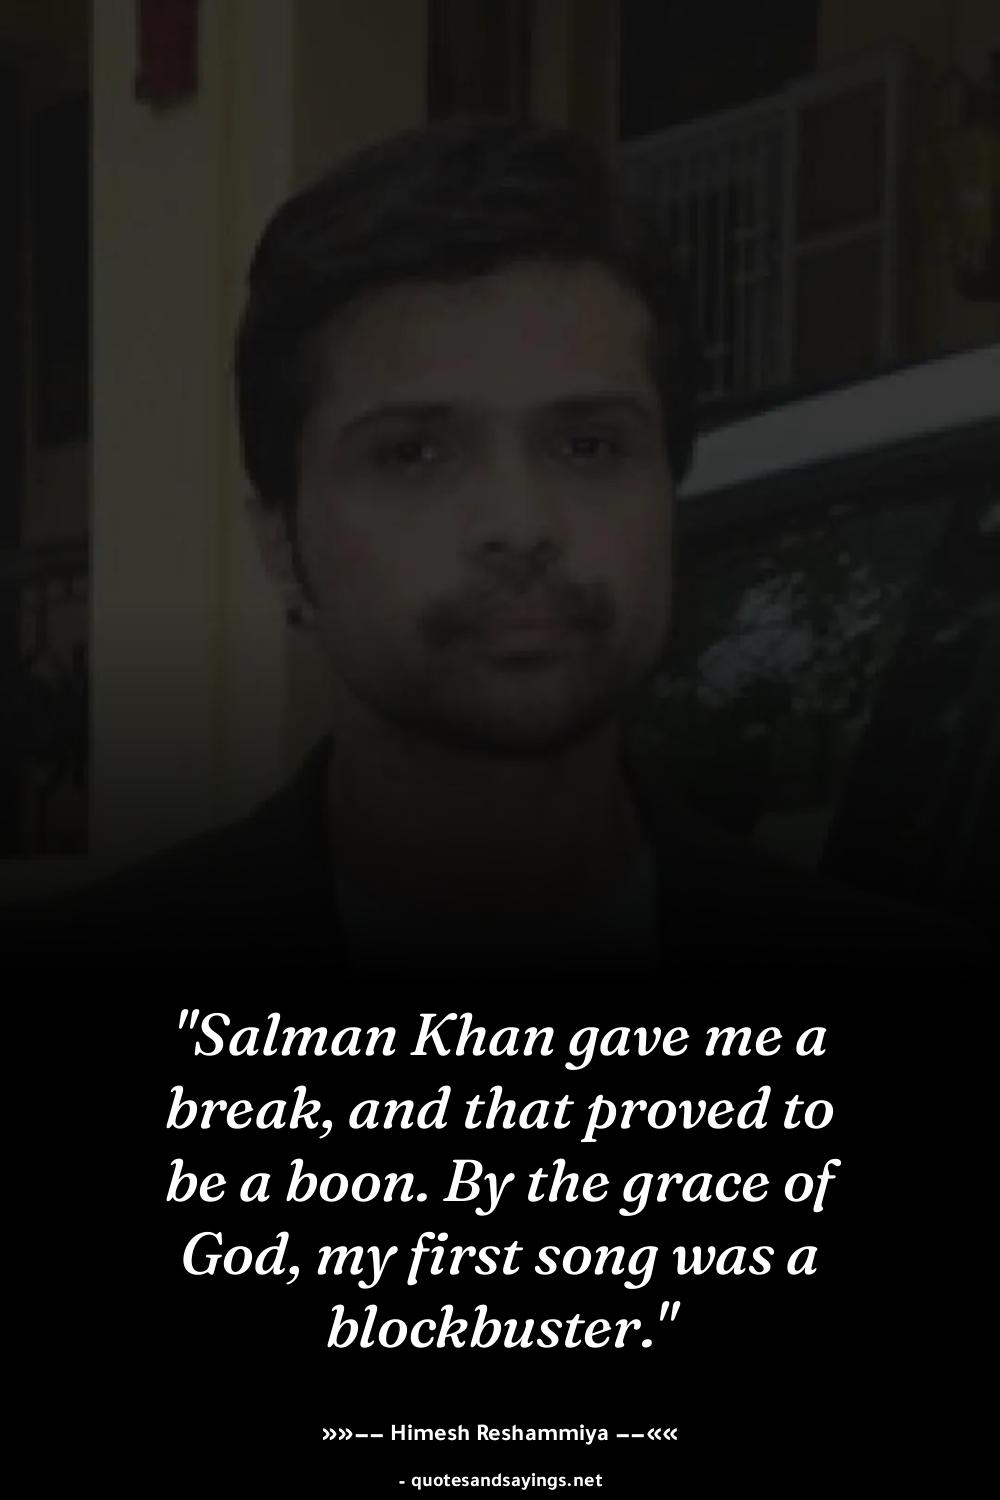 "Salman Khan gave me a
break, and that proved to
be a boon. By the grace of
God, my first song was a
blockbuster."
»»−− Himesh Reshammiya −−««
- quotesandsayings.net